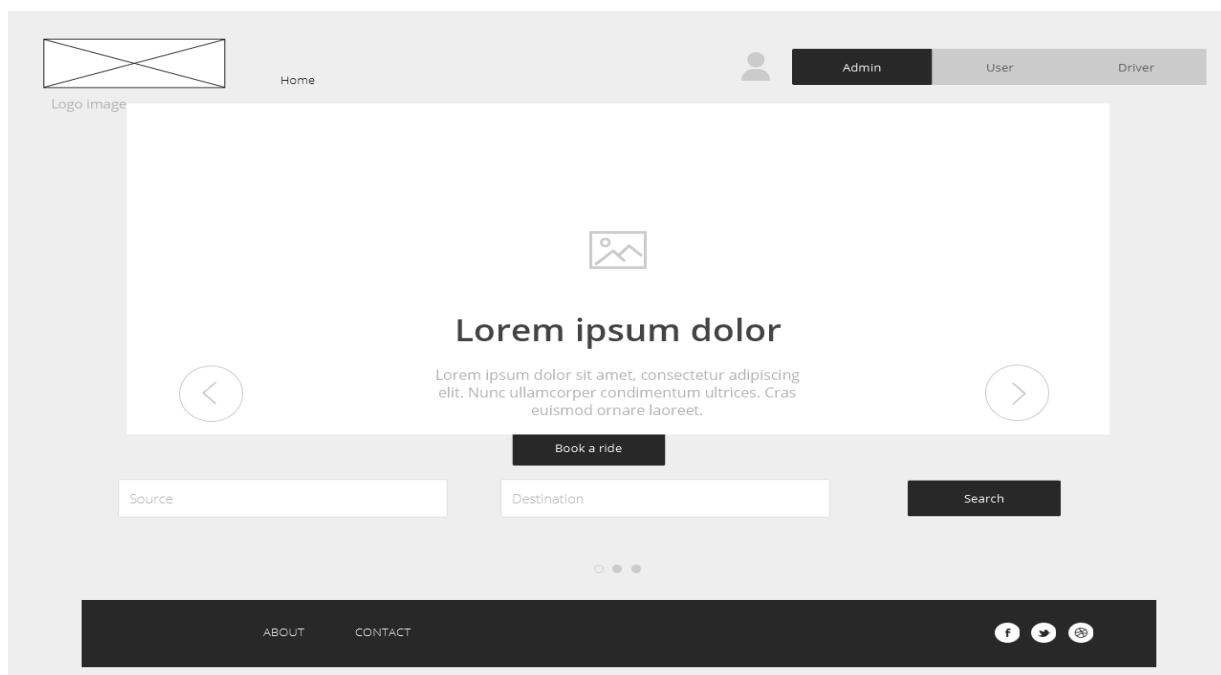 Home
Admin User Driver
Logo image
Lorem ipsum dolor
Lorem ipsum dolor sit amet, consectetur adipiscing
elit. Nunc ullamcorper condimentum ultrices. Cras
euismod ornare laoreet.
Book a ride
Source Destination Search
ABOUT CONTACT